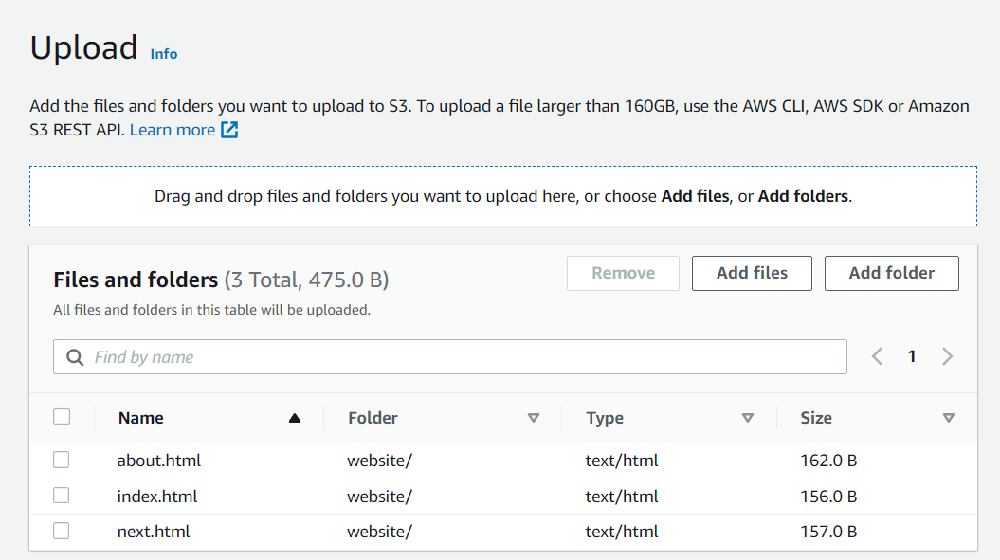 Upload Info
Add the files and folders you want to upload to S3. To upload a file larger than 160GB, use the AWS CLI, AWS SDK or Amazon
S3 REST API. Learn more
Drag and drop files and folders you want to upload here, or choose Add files, or Add folders.
Files and folders (3 Total, 475.0 B) Remove Add files Add folder
All files and folders in this table will be uploaded.
Find by name 1
Name Folder Type Size
about.html website/ text/html 162.0 B
index.html website/ text/html 156.0 B
next.html website/ text/html 157.0 B